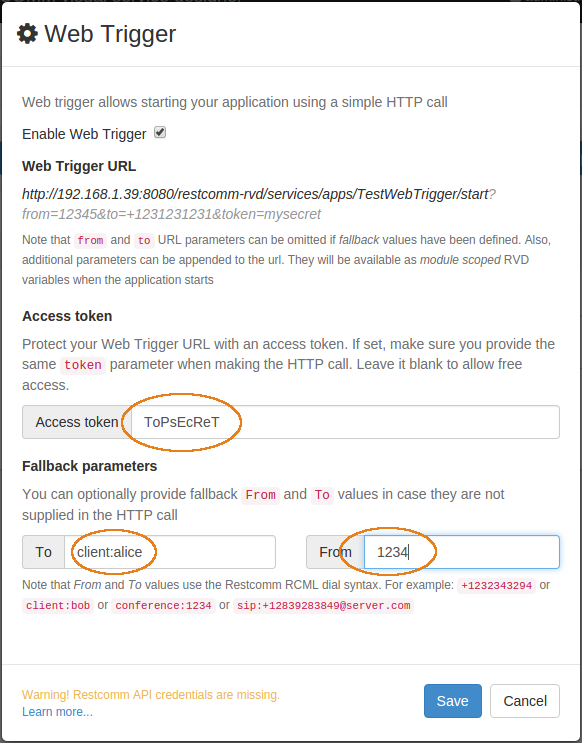 Web Trigger
Web trigger allows starting your application using a simple HTTP call
Enable Web Trigger
Web Trigger URL
http://192.168.1.39:8080/restcomm-rvd/services/apps/TestWebTrigger/start?
from=12345&to=+1231231231&token=mysecret
Note that from and to URL parameters can be omitted if fallback values have been defined. Also,
additional parameters can be appended to the url. They will be available as module scoped RVD
variables when the application starts
Access token
Protect your Web Trigger URL with an access token. If set, make sure you provide the
same token parameter when making the HTTP call. Leave it blank to allow free
access.
Access token ToPsEcReT
Fallback parameters
You can optionally provide fallback From and To values in case they are not
supplied in the HTTP call
To client:alice From 1234
Note that From and To values use the Restcomm RCML dial syntax. For example: +1232343294 or
client:bob or conference:1234 or sip:+12839283849@server.com
Warning! Restcomm API credentials are missing.
Learn more...
Save Cancel